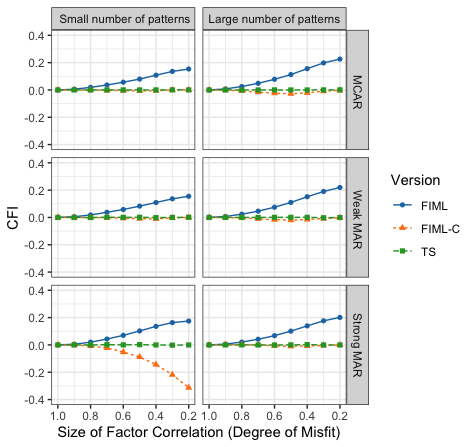 Small number of patterns
Large number of patterns
0.4
0.2
0.0
-0.2
-0.4
MCAR
0.4
0.2
0.0
-0.2
-0.4
Weak MAR
0.4
0.2
0.0
-0.2
-0.4
Strong MAR
CFI
1.0 0.8 0.6 0.4 0.2
1.0 0.8 0.6 0.4 0.2
Size of Factor Correlation (Degree of Misfit)
Version
FIML
FIML-C
TS